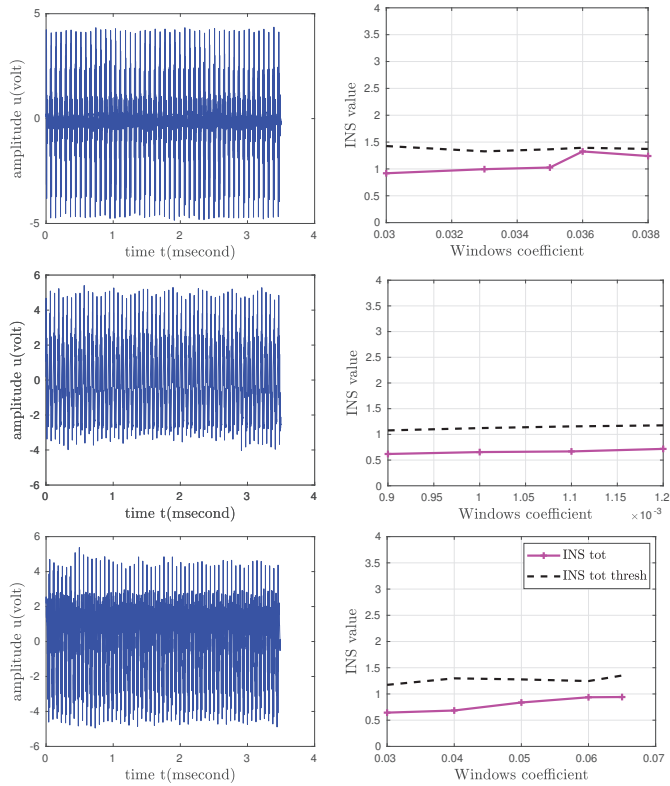 5
0
-5
amplitude u(volt)
0 1 2 3 4
time t(msecond)
4
3.5
3
2.5
2
1.5
1
0.5
0
INS value
0.03 0.032 0.034 0.036 0.038
Windows coefficient
6
4
2
0
-2
-4
-6
amplitude u(volt)
0 1 2 3 4
time t(msecond)
4
3.5
3
2.5
2
1.5
1
0.5
0
INS value
0.9 0.95 1 1.05 1.1 1.15 1.2
Windows coefficient ×10⁻³
6
4
2
0
-2
-4
-6
amplitude u(volt)
0 1 2 3 4
time t(msecond)
4
3.5
3
2.5
2
1.5
1
0.5
0
INS value
INS tot
INS tot thresh
0.03 0.04 0.05 0.06 0.07
Windows coefficient